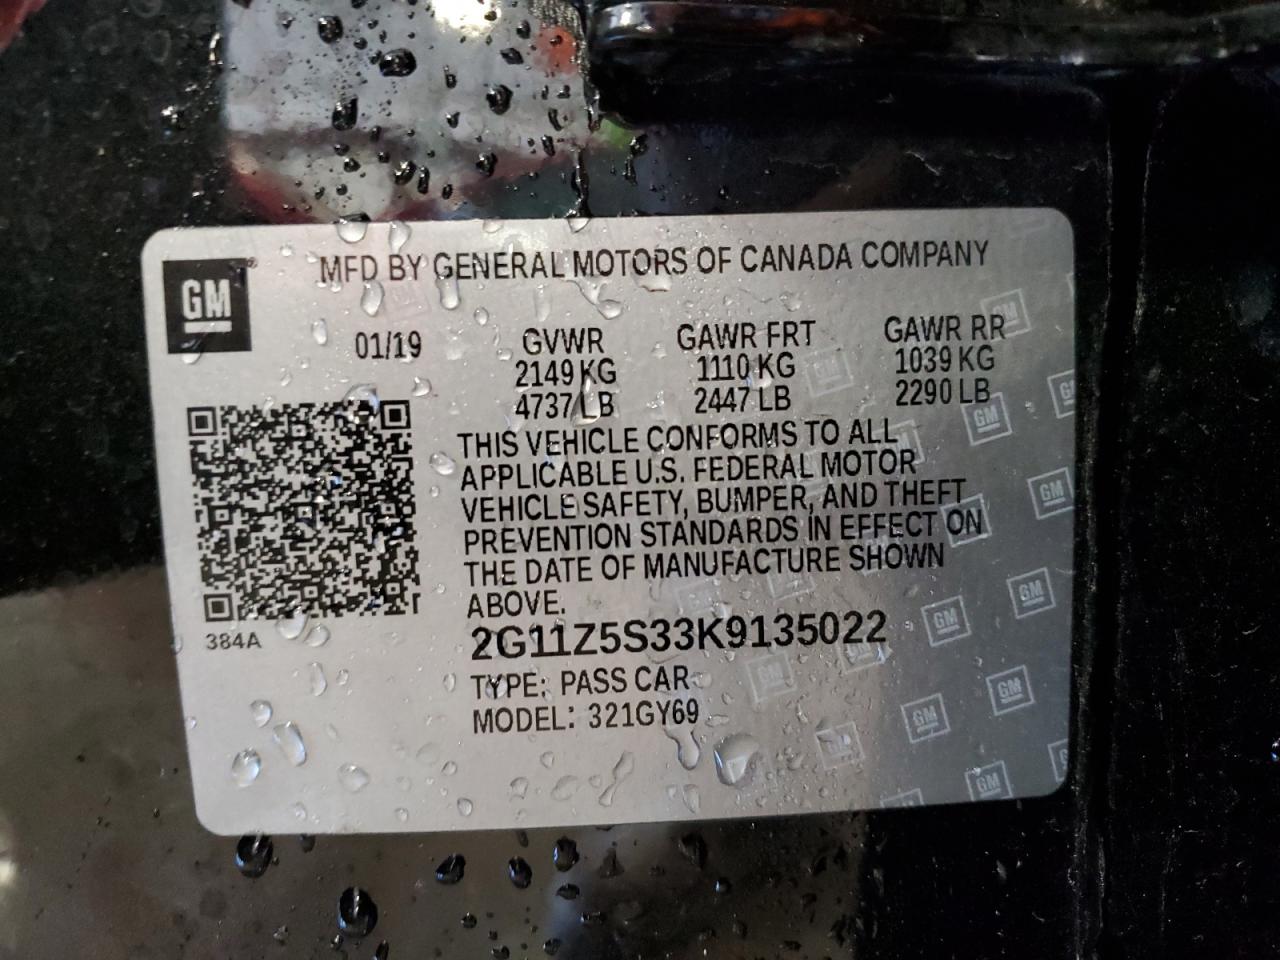 GM
MFD BY GENERAL MOTORS OF CANADA COMPANY
01/19
GVWR GAWR FRT GAWR RR
2149 KG 1110 KG 1039 KG
4737 LB 2447 LB 2290 LB
THIS VEHICLE CONFORMS TO ALL
APPLICABLE U.S. FEDERAL MOTOR
VEHICLE SAFETY, BUMPER, AND THEFT
PREVENTION STANDARDS IN EFFECT ON
THE DATE OF MANUFACTURE SHOWN
ABOVE.
384A
2G11Z5S33K9135022
TYPE: PASS CAR
MODEL: 321GY69